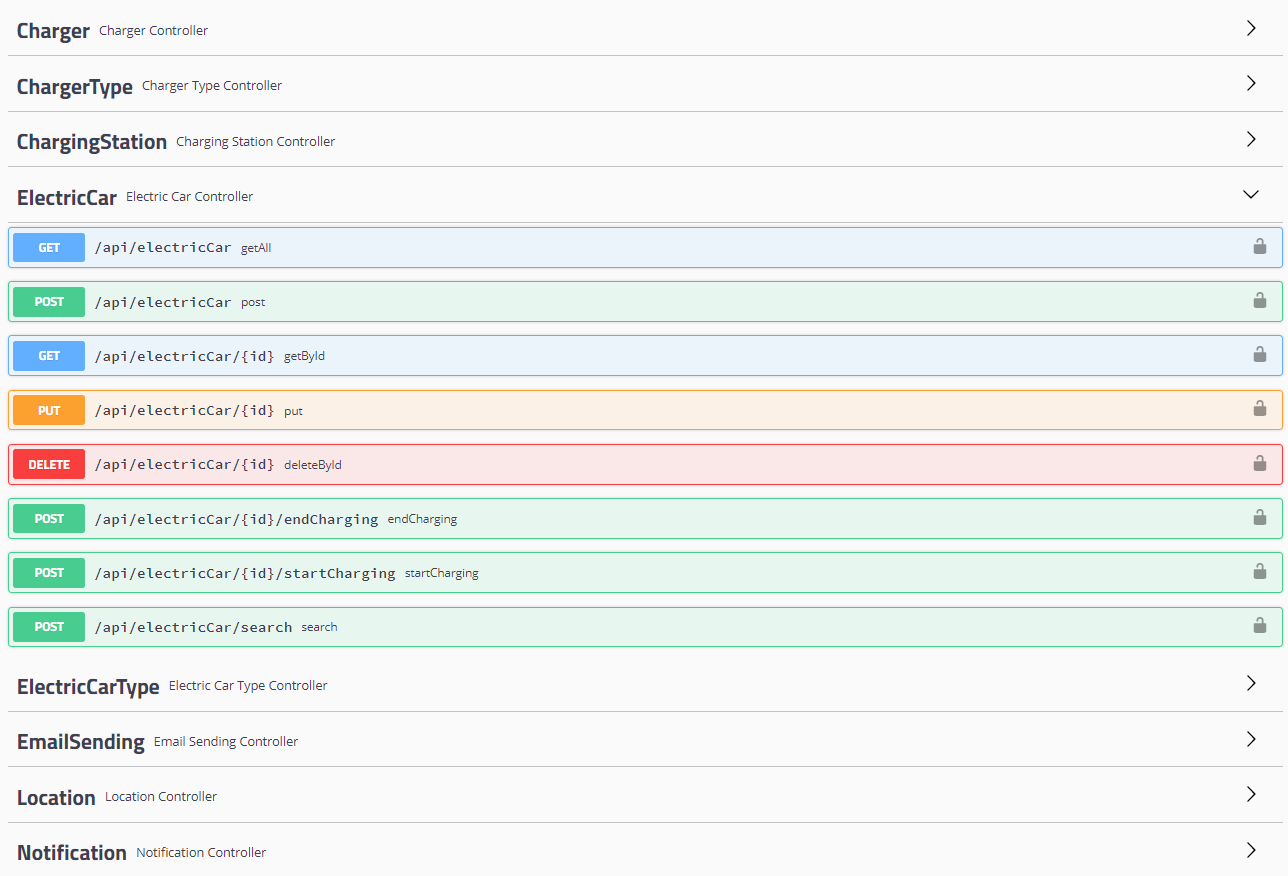 Charger Charger Controller
ChargerType Charger Type Controller
ChargingStation Charging Station Controller
ElectricCar Electric Car Controller
GET /api/electricCar getAll
POST /api/electricCar post
GET /api/electricCar/{id} getById
PUT /api/electricCar/{id} put
DELETE /api/electricCar/{id} deleteById
POST /api/electricCar/{id}/endCharging endCharging
POST /api/electricCar/{id}/startCharging startCharging
POST /api/electricCar/search search
ElectricCarType Electric Car Type Controller
EmailSending Email Sending Controller
Location Location Controller
Notification Notification Controller